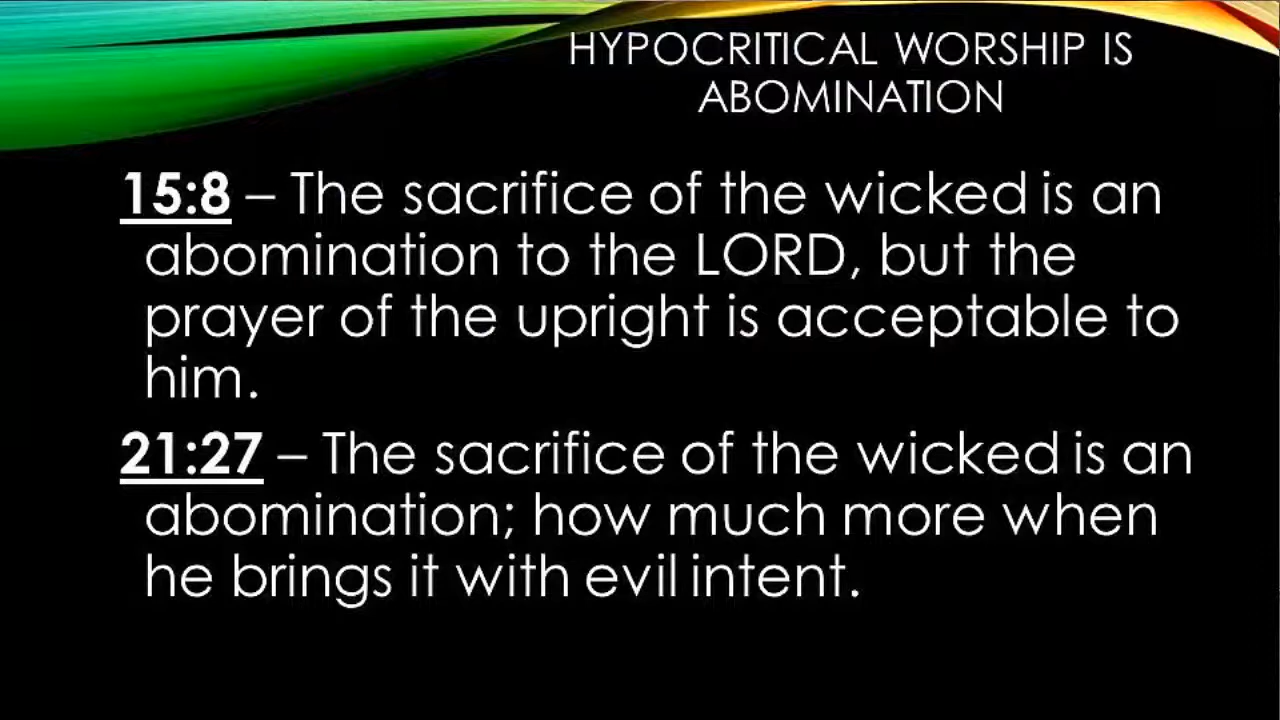 HYPOCRITICAL WORSHIP IS
ABOMINATION
15:8 – The sacrifice of the wicked is an
abomination to the LORD, but the
prayer of the upright is acceptable to
him.
21:27 – The sacrifice of the wicked is an
abomination; how much more when
he brings it with evil intent.